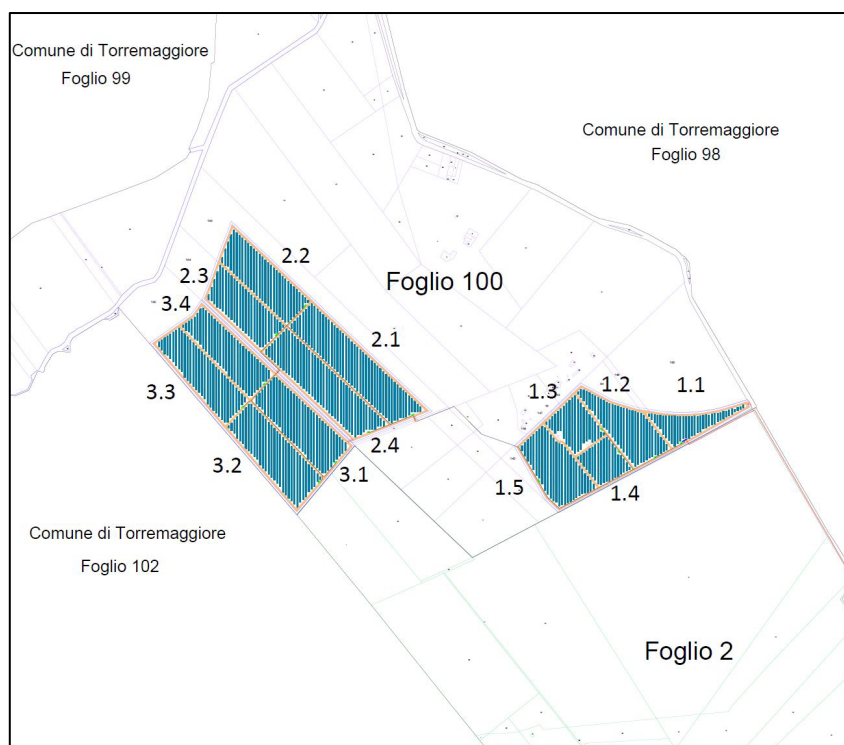 Comune di Torremaggiore
Foglio 99
Comune di Torremaggiore
Foglio 98
2.2
2.3
Foglio 100
3.4
2.1
3.3
1.3
1.2
1.1
2.4
3.2
3.1
1.5
1.4
Comune di Torremaggiore
Foglio 102
Foglio 2